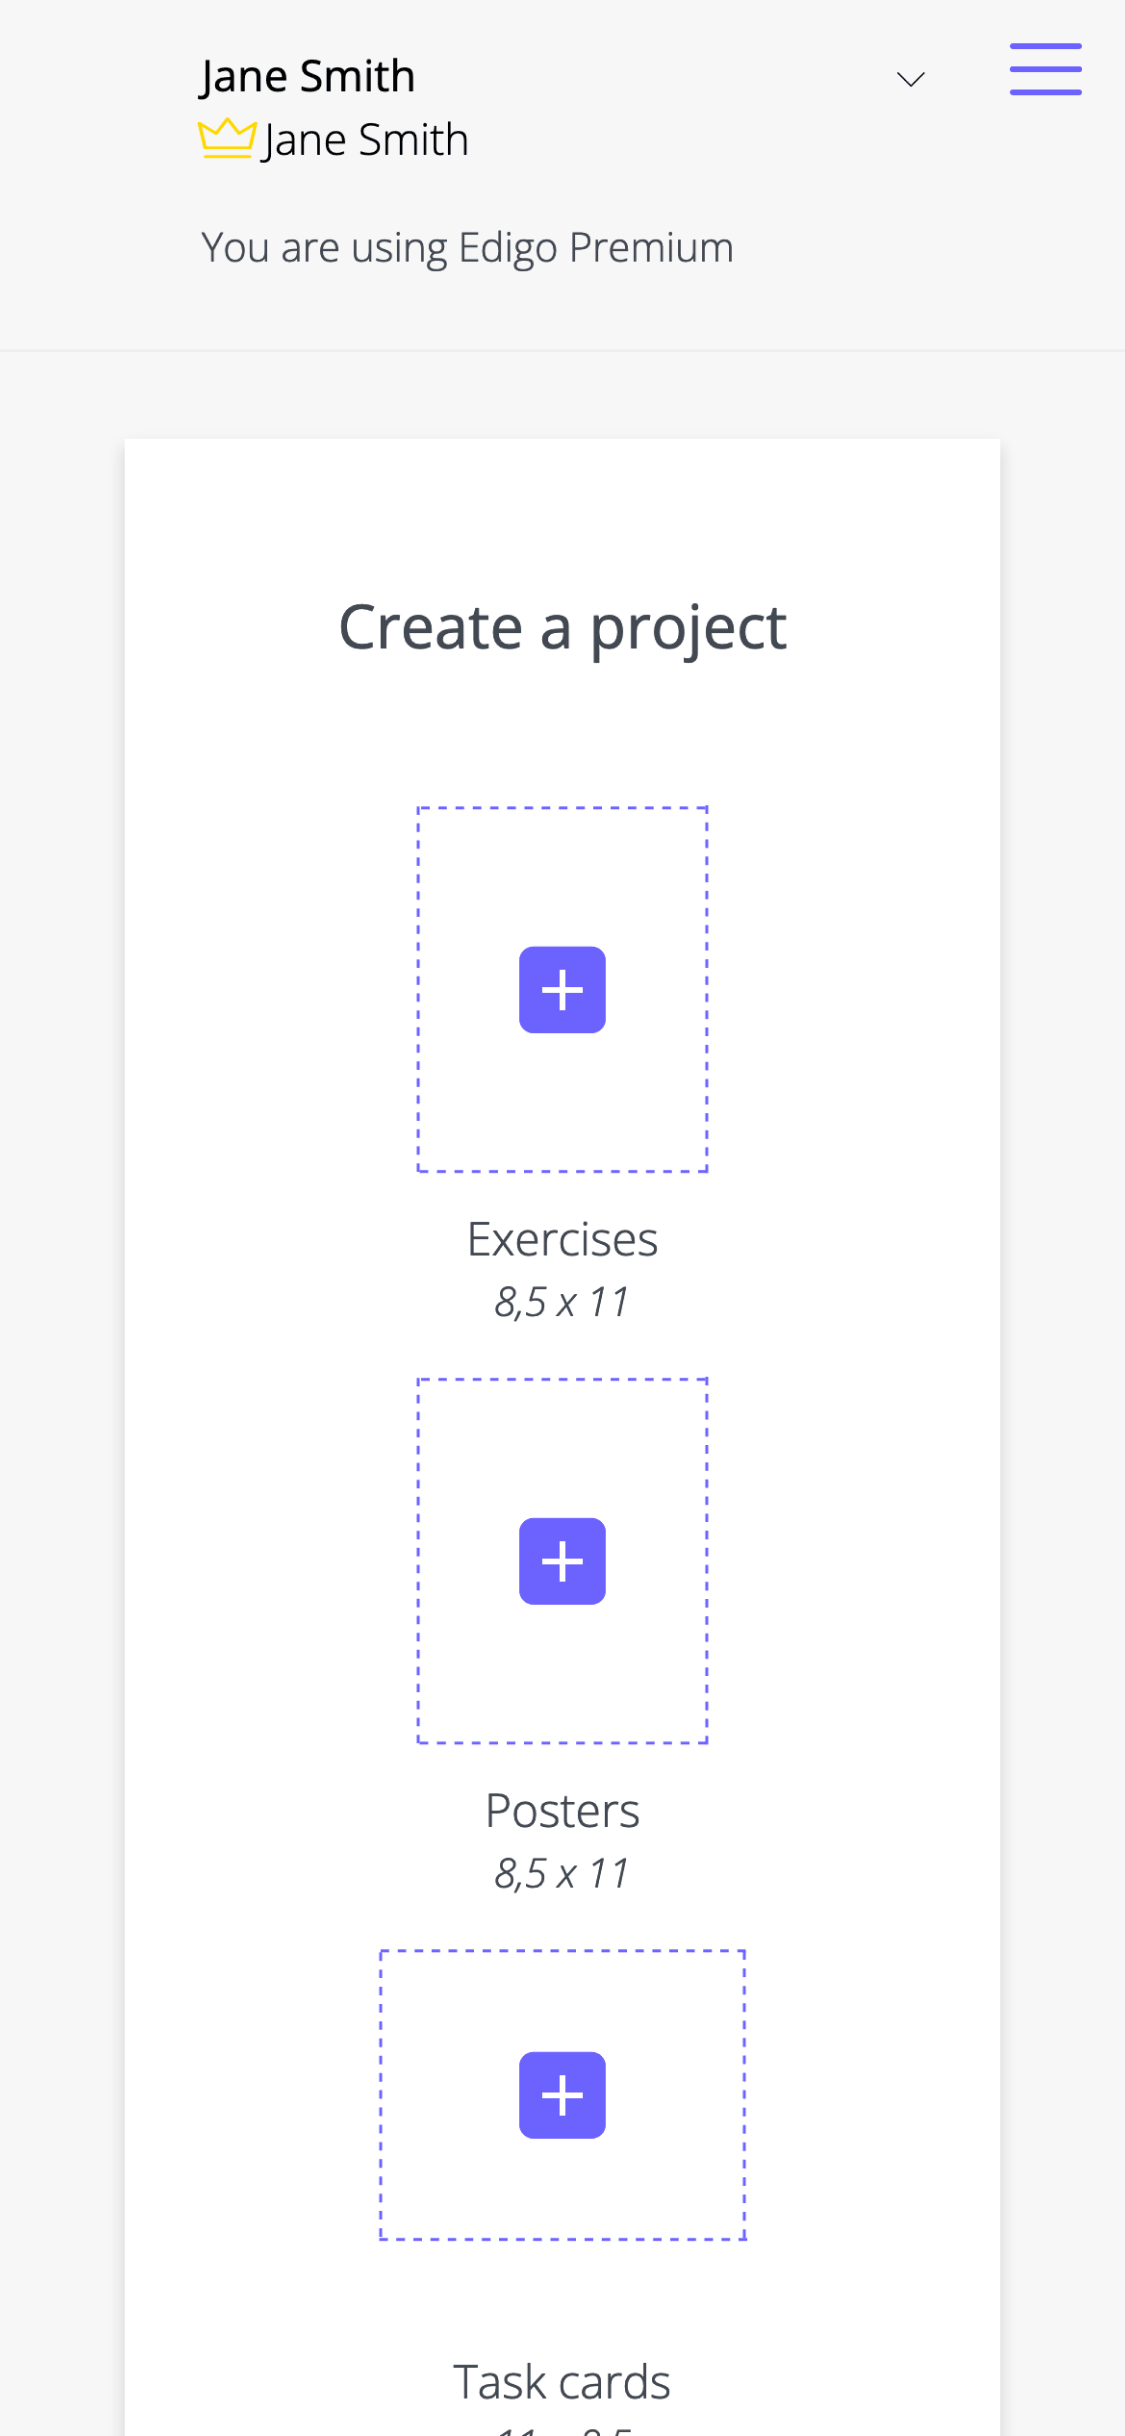 Jane Smith
Jane Smith
You are using Edigo Premium
Create a project
Exercises
8,5 x 11
Posters
8,5 x 11
Task cards